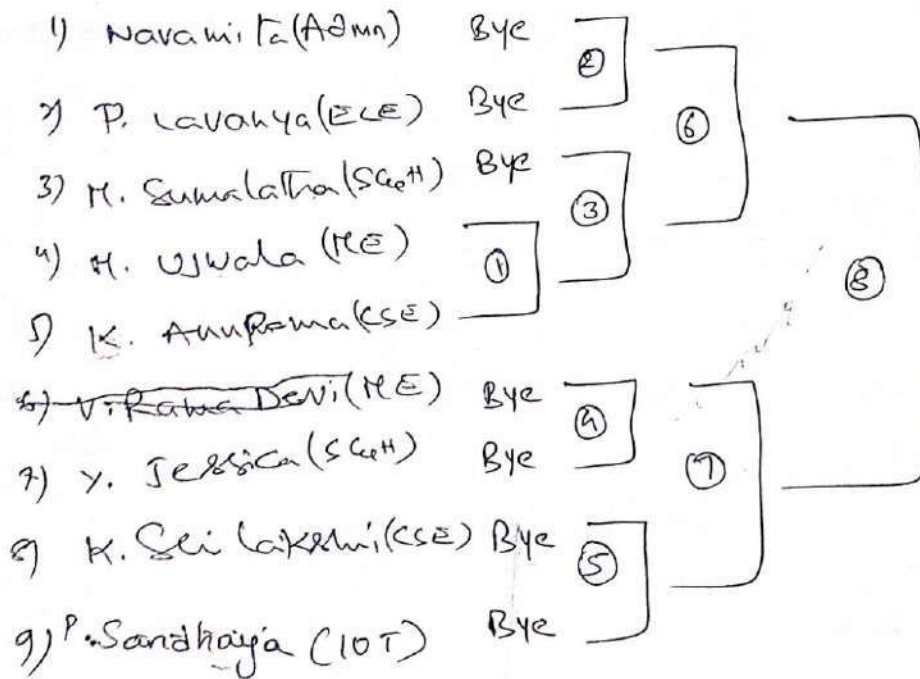 1) Navanita (Admn) Bye
2) P. Lavanya (ECE) Bye ②
⑥
3) M. Sumalatha (S&H) Bye
③
4) M. Ujwala (ME) ① ⑧
5) K. AnuRama (CSE)
6) V. Rama Devi (ME) Bye
④
7) Y. Jessica (S&H) Bye ⑦
8) K. Sri Lakshmi (CSE) Bye
⑤
9) P. Sandhaya (IOT) Bye